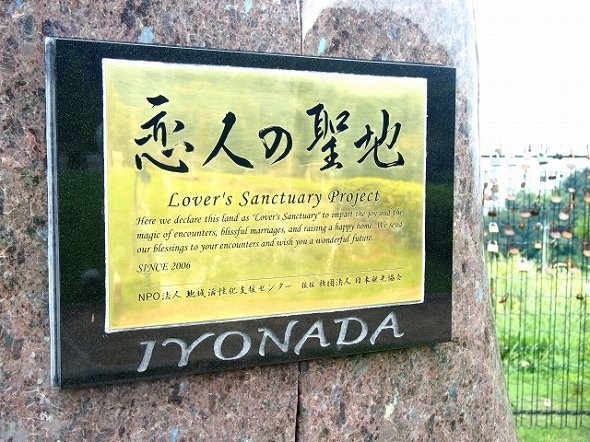 恋人の聖地
Lover's Sanctuary Project
Here we declare this land as "Lover's Sanctuary" to impart the joy and the
magic of encounters, blissful marriages, and raising a happy home. We send
our blessings to your encounters and wish you a wonderful future.
SINCE 2006
NPO法人 地域活性化支援センター 後援 社団法人 日本観光協会
IYONADA